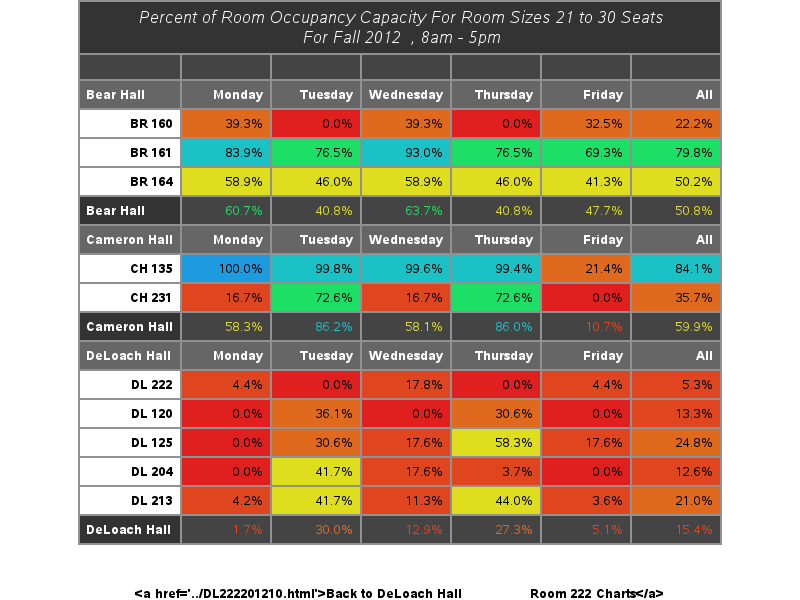 Percent of Room Occupancy Capacity For Room Sizes 21 to 30 Seats
For Fall 2012 , 8am - 5pm
Bear Hall Monday Tuesday Wednesday Thursday Friday All
BR 160 39.3% 0.0% 39.3% 0.0% 32.5% 22.2%
BR 161 83.9% 76.5% 93.0% 76.5% 69.3% 79.8%
BR 164 58.9% 46.0% 58.9% 46.0% 41.3% 50.2%
Bear Hall 60.7% 40.8% 63.7% 40.8% 47.7% 50.8%
Cameron Hall Monday Tuesday Wednesday Thursday Friday All
CH 135 100.0% 99.8% 99.6% 99.4% 21.4% 84.1%
CH 231 16.7% 72.6% 16.7% 72.6% 0.0% 35.7%
Cameron Hall 58.3% 86.2% 58.1% 86.0% 10.7% 59.9%
DeLoach Hall Monday Tuesday Wednesday Thursday Friday All
DL 222 4.4% 0.0% 17.8% 0.0% 4.4% 5.3%
DL 120 0.0% 36.1% 0.0% 30.6% 0.0% 13.3%
DL 125 0.0% 30.6% 17.6% 58.3% 17.6% 24.8%
DL 204 0.0% 41.7% 17.6% 3.7% 0.0% 12.6%
DL 213 4.2% 41.7% 11.3% 44.0% 3.6% 21.0%
DeLoach Hall 1.7% 30.0% 12.9% 27.3% 5.1% 15.4%
<a href='../DL222201210.html'>Back to DeLoach Hall Room 222 Charts</a>